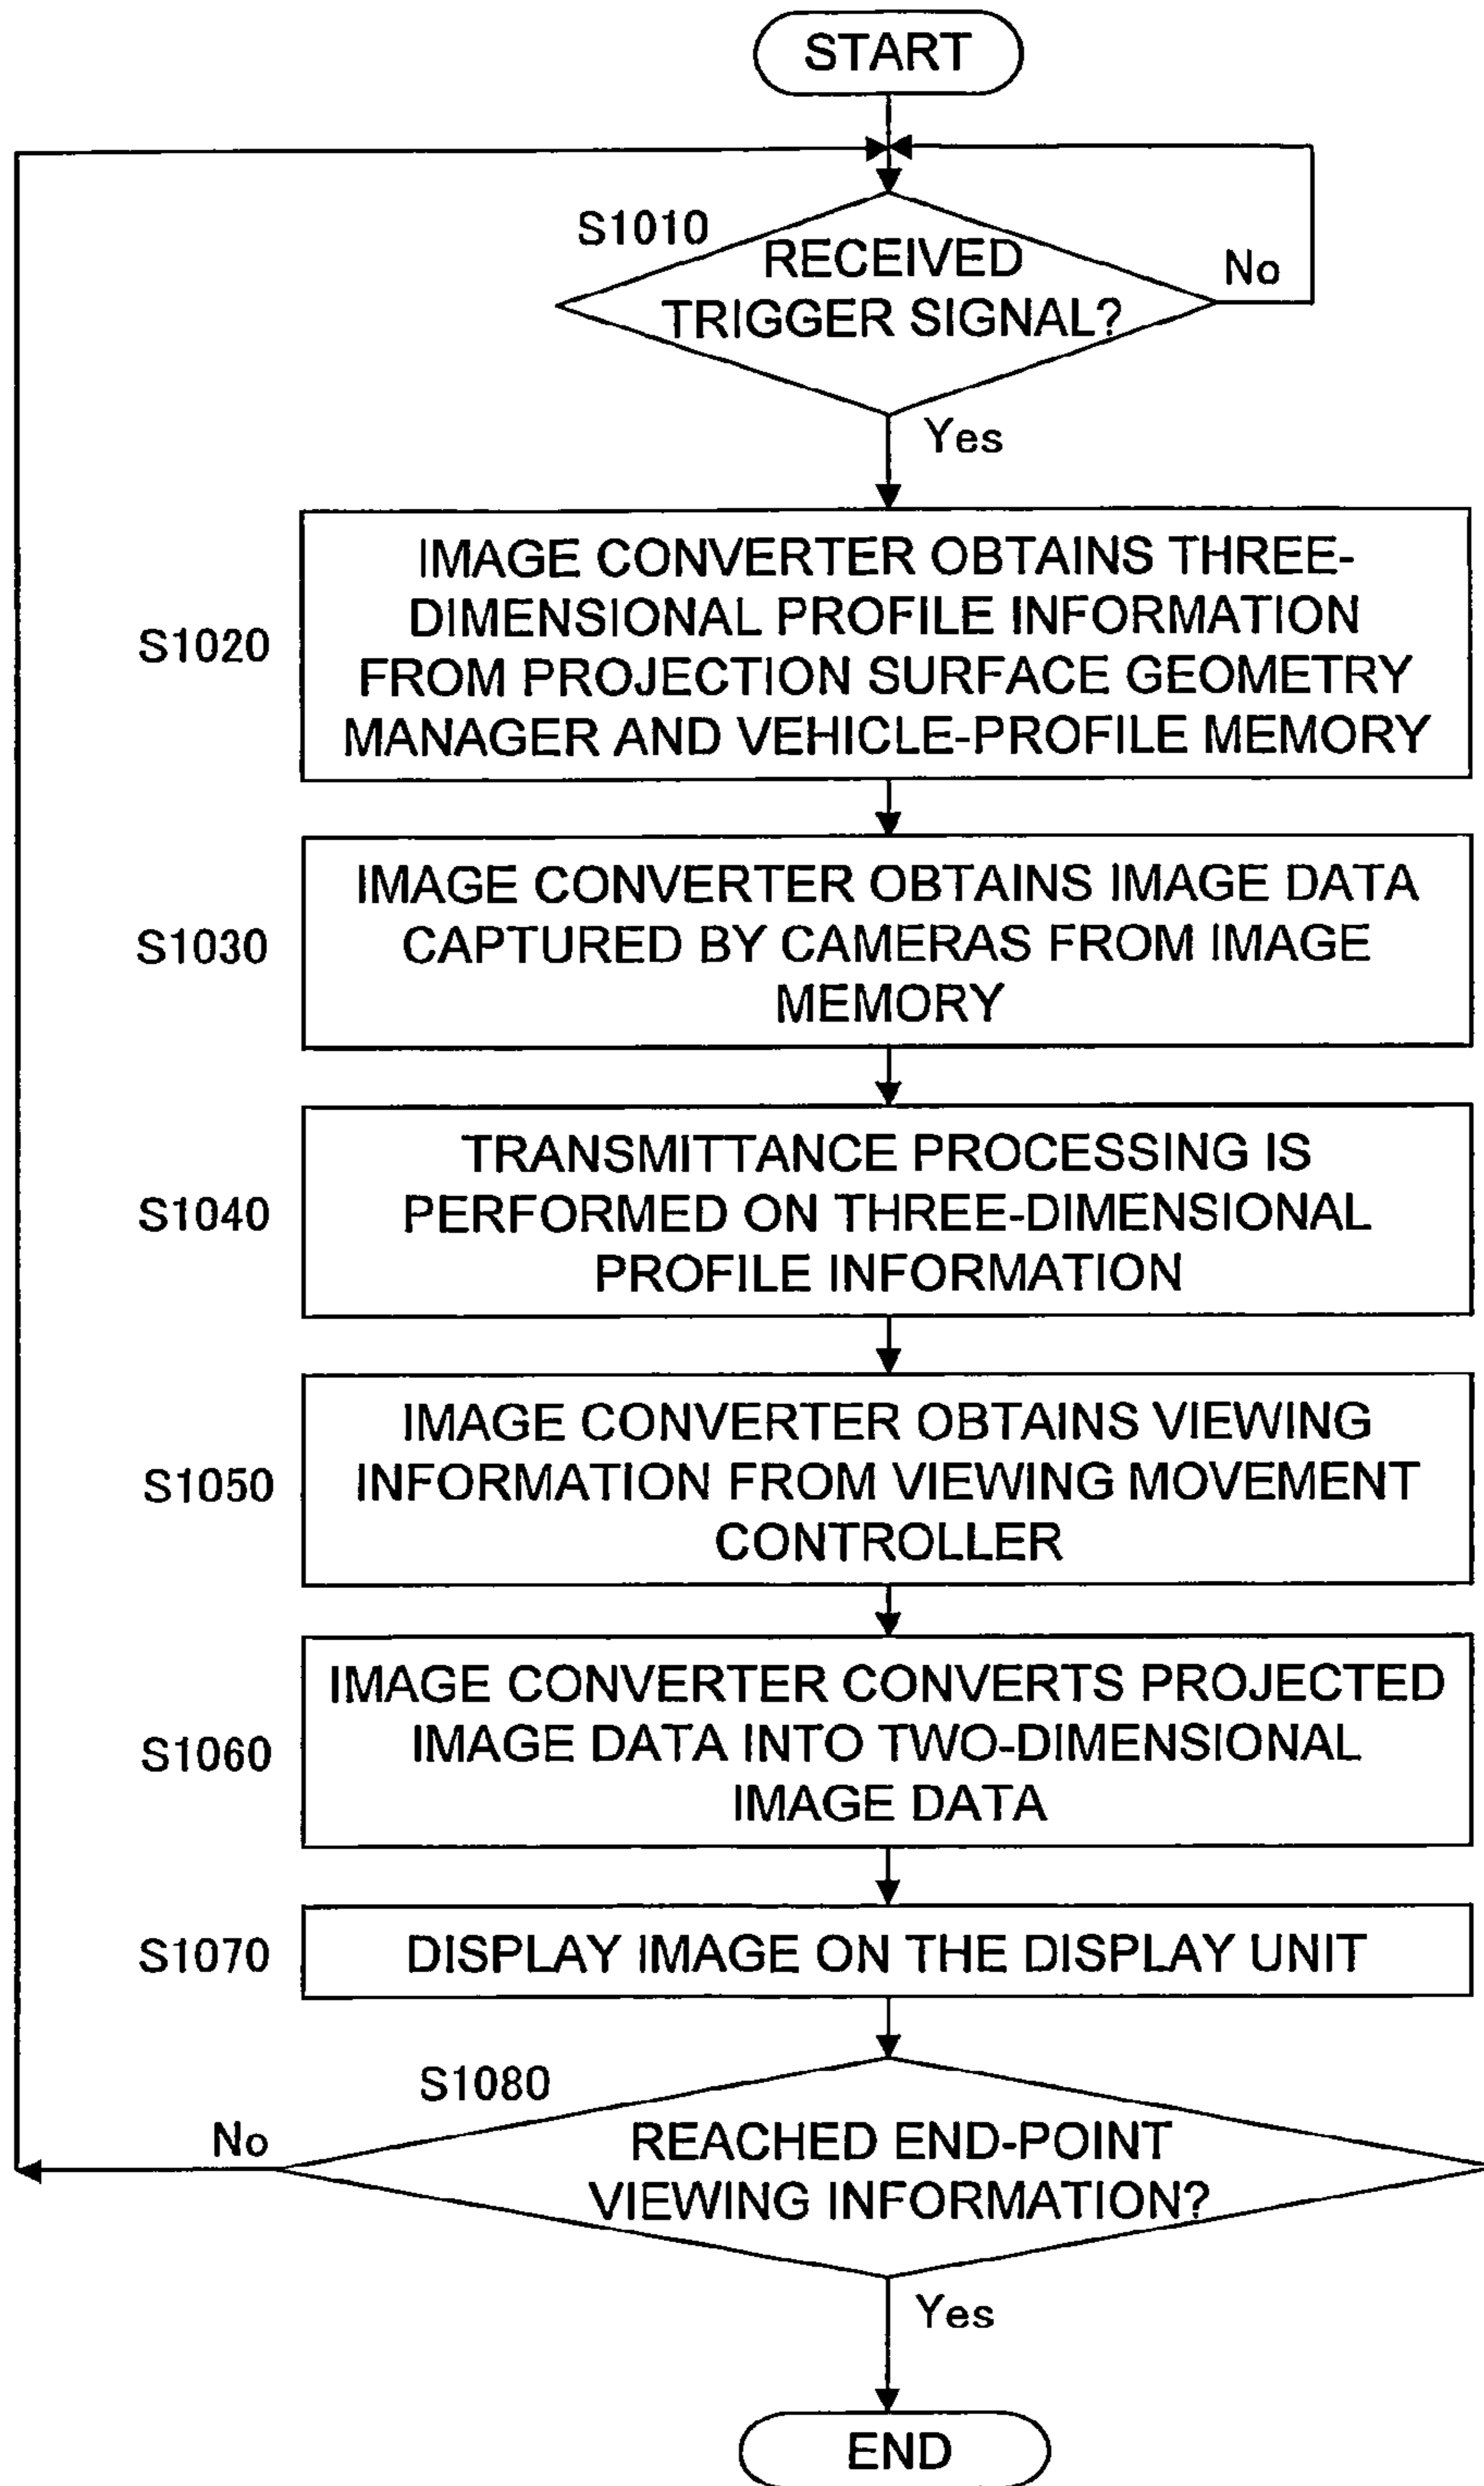 START
S1010
RECEIVED
TRIGGER SIGNAL?
No
Yes
S1020
IMAGE CONVERTER OBTAINS THREE-
DIMENSIONAL PROFILE INFORMATION
FROM PROJECTION SURFACE GEOMETRY
MANAGER AND VEHICLE-PROFILE MEMORY
S1030
IMAGE CONVERTER OBTAINS IMAGE DATA
CAPTURED BY CAMERAS FROM IMAGE
MEMORY
S1040
TRANSMITTANCE PROCESSING IS
PERFORMED ON THREE-DIMENSIONAL
PROFILE INFORMATION
S1050
IMAGE CONVERTER OBTAINS VIEWING
INFORMATION FROM VIEWING MOVEMENT
CONTROLLER
S1060
IMAGE CONVERTER CONVERTS PROJECTED
IMAGE DATA INTO TWO-DIMENSIONAL
IMAGE DATA
S1070
DISPLAY IMAGE ON THE DISPLAY UNIT
S1080
No
REACHED END-POINT
VIEWING INFORMATION?
Yes
END